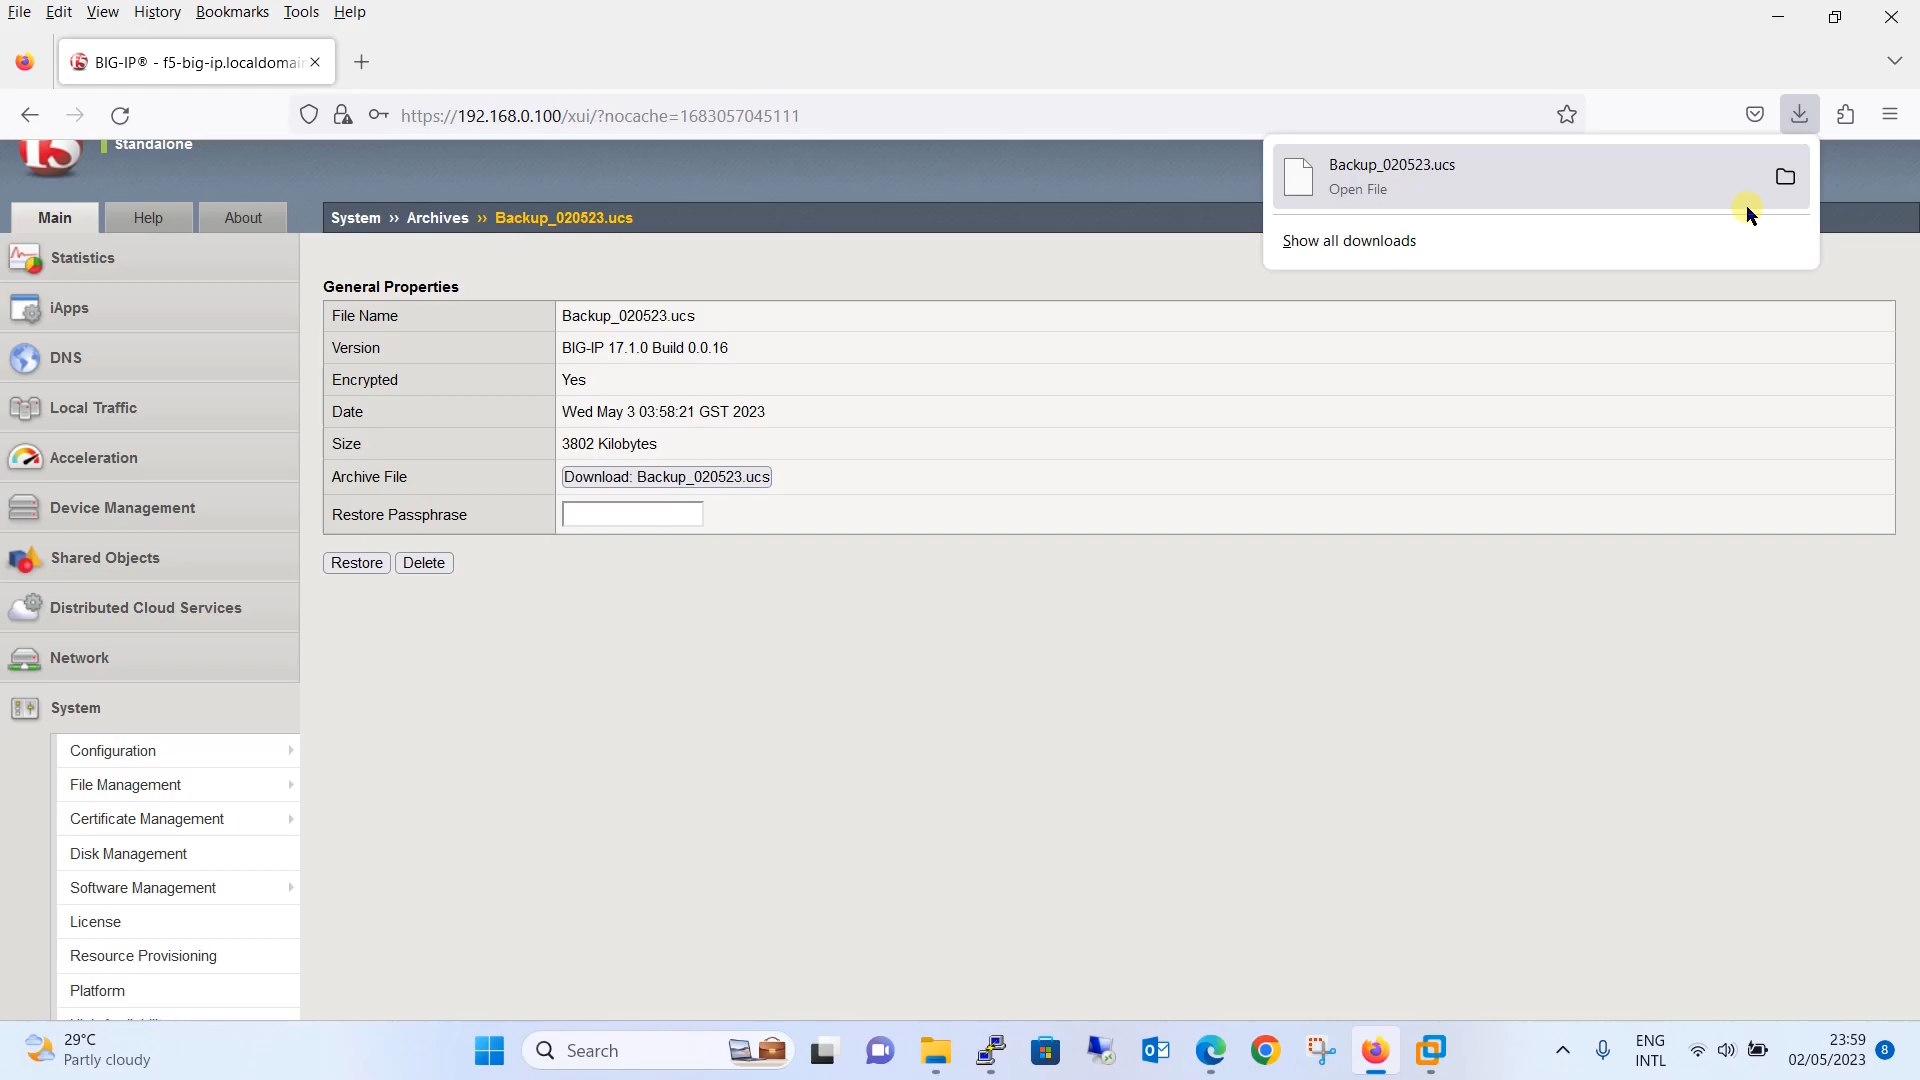 File Edit View History Bookmarks Tools Help
BIG-IP® - f5-big-ip.localdomai
https://192.168.0.100/xui/?nocache=1683057045111
Standalone
Backup_020523.ucs
Open File
Show all downloads
Main Help About
System ›› Archives ›› Backup_020523.ucs
Statistics
iApps
DNS
Local Traffic
Acceleration
Device Management
Shared Objects
Distributed Cloud Services
Network
System
Configuration
File Management
Certificate Management
Disk Management
Software Management
License
Resource Provisioning
Platform
General Properties
File Name Backup_020523.ucs
Version BIG-IP 17.1.0 Build 0.0.16
Encrypted Yes
Date Wed May 3 03:58:21 GST 2023
Size 3802 Kilobytes
Archive File Download: Backup_020523.ucs
Restore Passphrase
Restore Delete
29°C
Partly cloudy
Search
ENG
INTL
23:59
02/05/2023
8